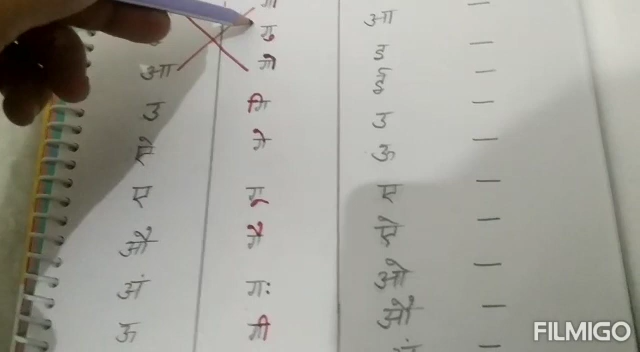 गु आ –
इ –
आ गो ई –
उ गि उ –
ऐ गे ऊ –
ए गू ए –
औ गै ऐ –
अं गः ओ –
ऊ गी औ –
FILMIGO